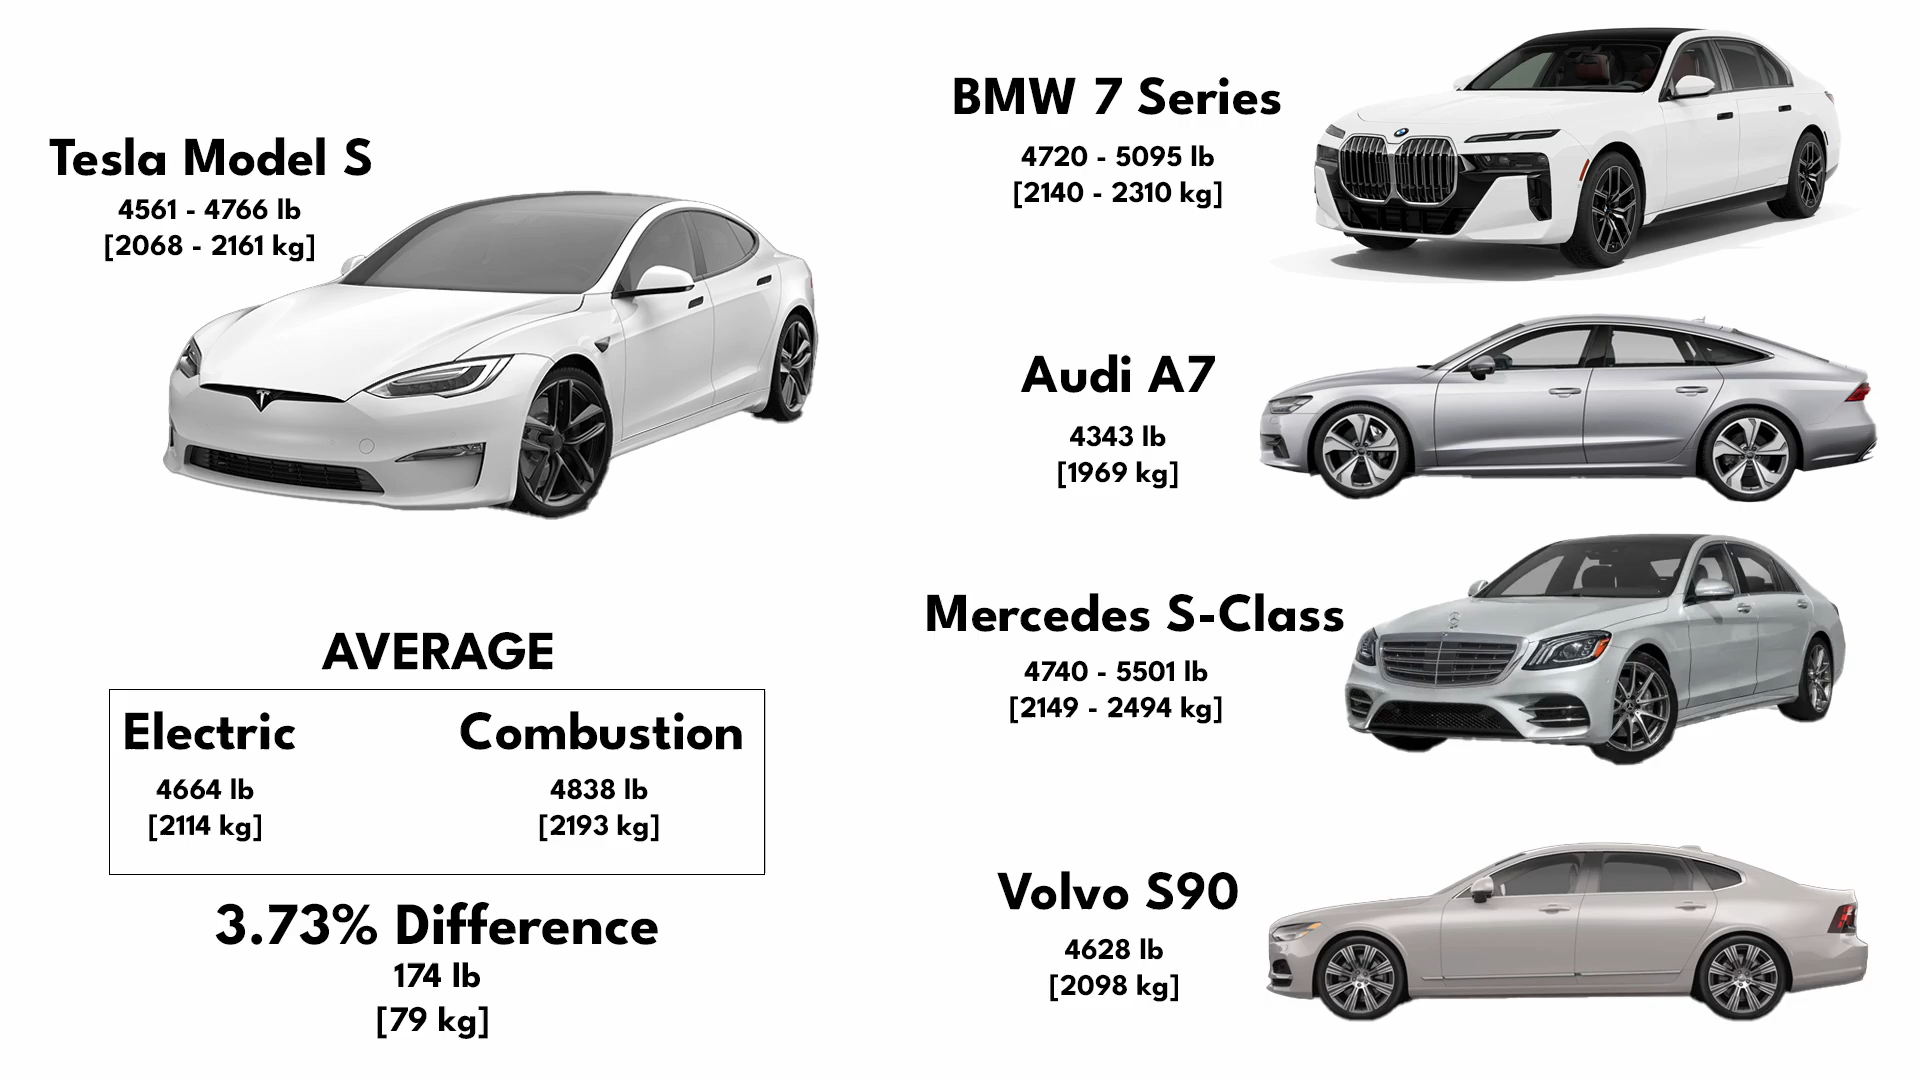 Tesla Model S
4561 - 4766 lb
[2068 - 2161 kg]
BMW 7 Series
4720 - 5095 lb
[2140 - 2310 kg]
Audi A7
4343 lb
[1969 kg]
Mercedes S-Class
4740 - 5501 lb
[2149 - 2494 kg]
Volvo S90
4628 lb
[2098 kg]
AVERAGE
Electric
4664 lb
[2114 kg]
Combustion
4838 lb
[2193 kg]
3.73% Difference
174 lb
[79 kg]